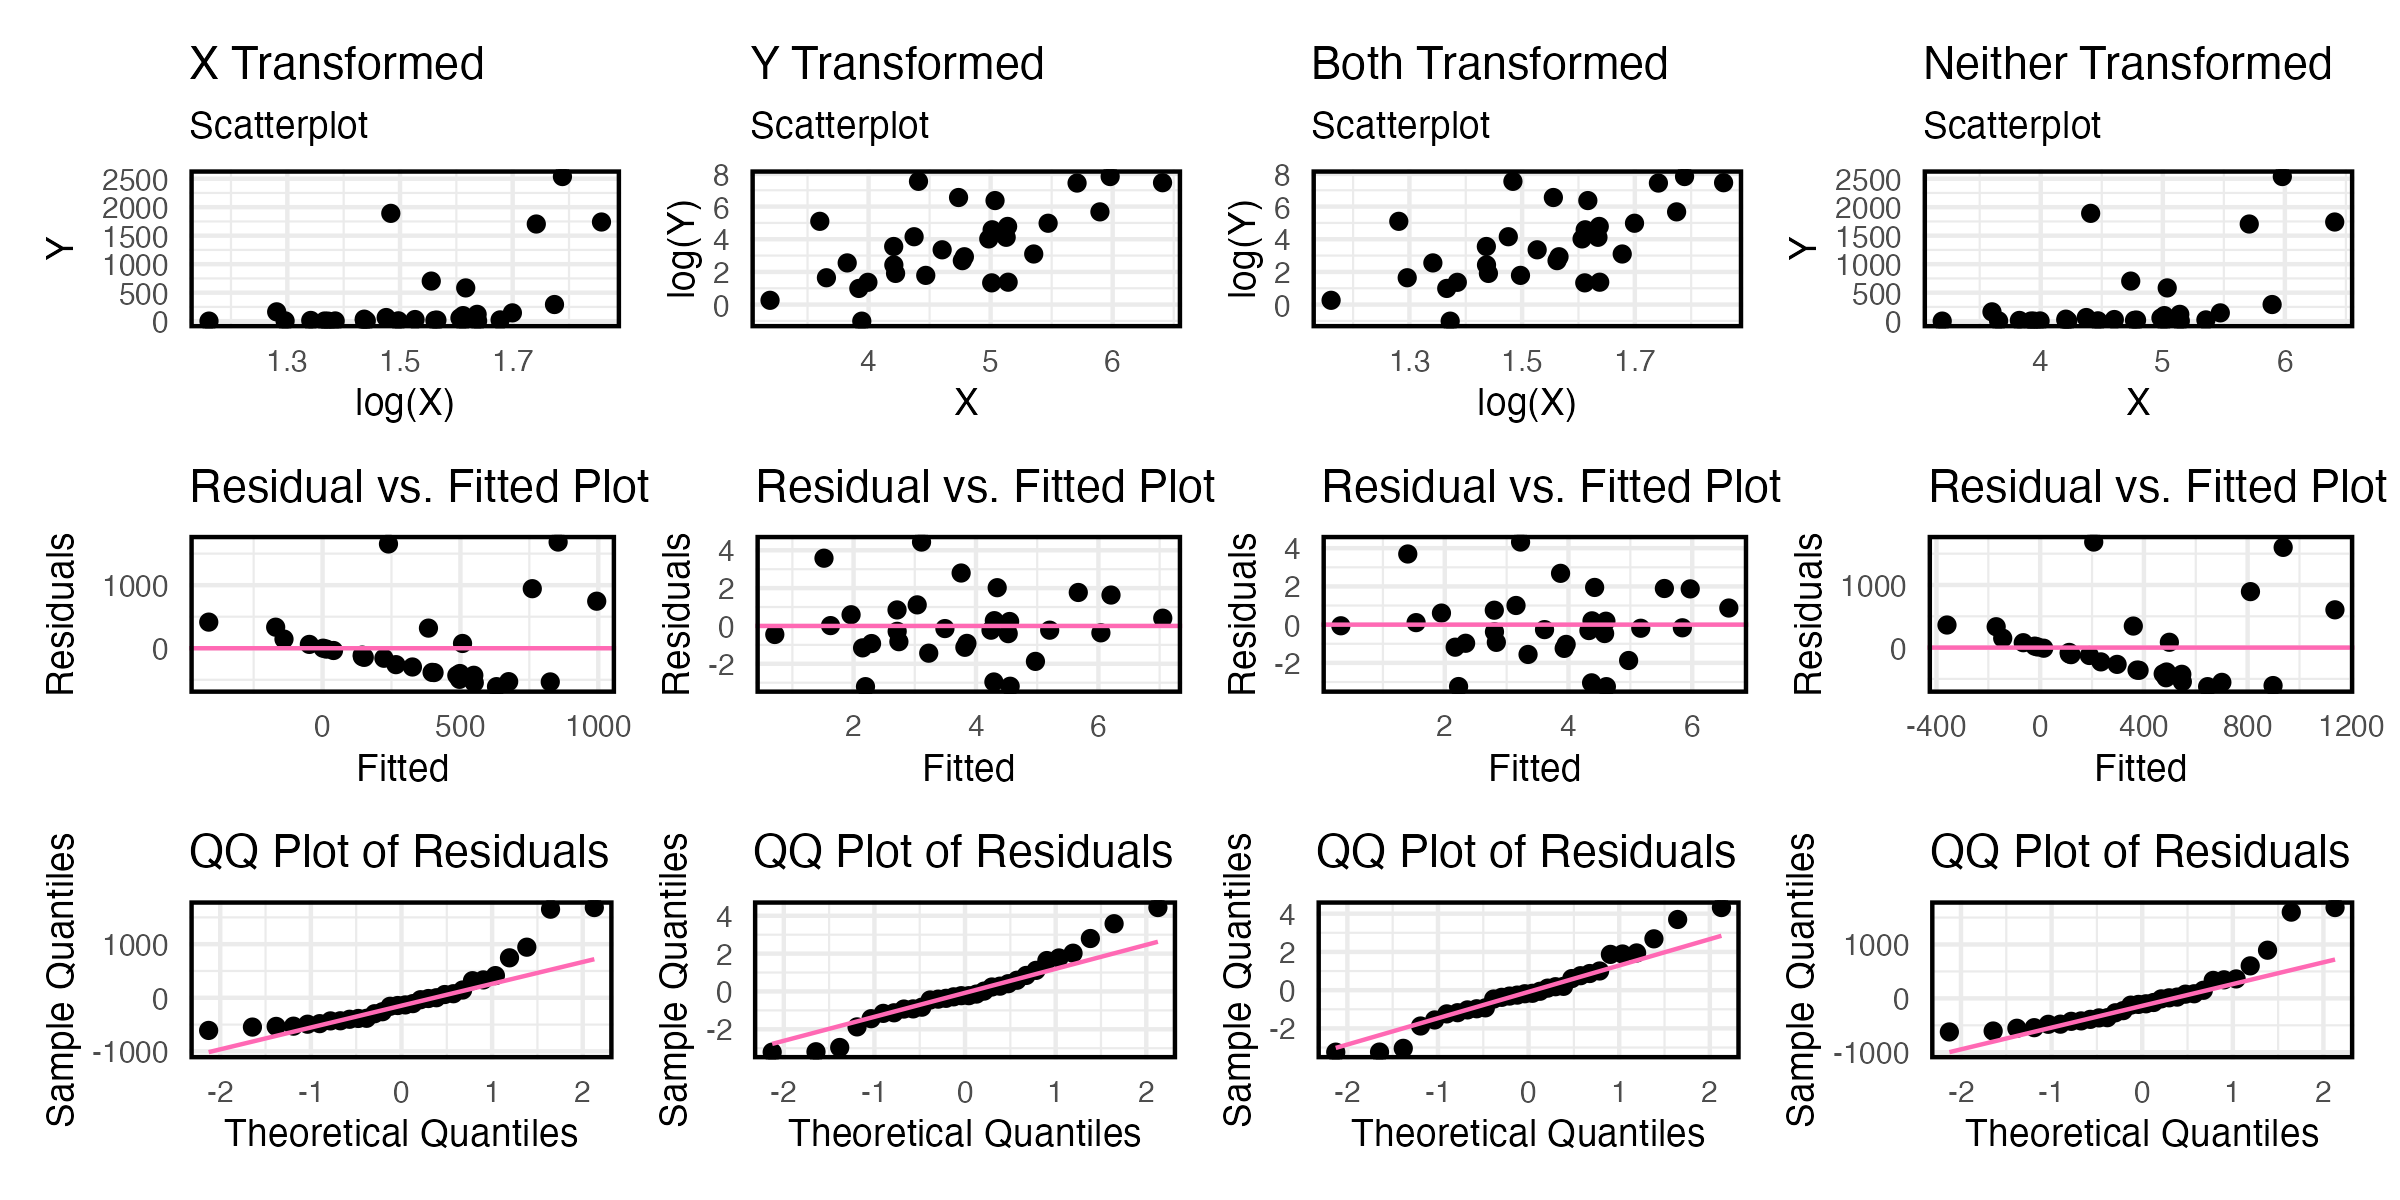 X Transformed
Y Transformed
Both Transformed
Neither Transformed
Scatterplot
Scatterplot
Scatterplot
Scatterplot
Y
2500
2000
1500
1000
500
0
1.3 1.5 1.7
log(X)
log(Y)
8
6
4
2
0
4 5 6
X
log(Y)
8
6
4
2
0
1.3 1.5 1.7
log(X)
Y
2500
2000
1500
1000
500
0
4 5 6
X
Residual vs. Fitted Plot
Residual vs. Fitted Plot
Residual vs. Fitted Plot
Residual vs. Fitted Plot
Residuals
1000
0
0 500 1000
Fitted
Residuals
4
2
0
-2
2 4 6
Fitted
Residuals
4
2
0
-2
2 4 6
Fitted
Residuals
1000
0
-400 0 400 800 1200
Fitted
QQ Plot of Residuals
QQ Plot of Residuals
QQ Plot of Residuals
QQ Plot of Residuals
Sample Quantiles
1000
0
-1000
-2 -1 0 1 2
Theoretical Quantiles
Sample Quantiles
4
2
0
-2
-2 -1 0 1 2
Theoretical Quantiles
Sample Quantiles
4
2
0
-2
-2 -1 0 1 2
Theoretical Quantiles
Sample Quantiles
1000
0
-1000
-2 -1 0 1 2
Theoretical Quantiles